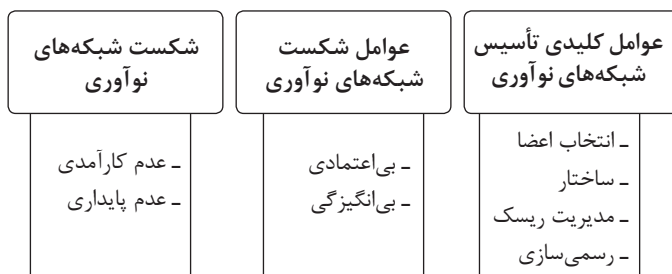 عوامل کلیدی تأسیس
شبکه‌های نوآوری
ـ انتخاب اعضا
ـ ساختار
ـ مدیریت ریسک
ـ رسمی‌سازی
عوامل شکست
شبکه‌های نوآوری
ـ بی‌اعتمادی
ـ بی‌انگیزگی
شکست شبکه‌های
نوآوری
ـ عدم کارآمدی
ـ عدم پایداری